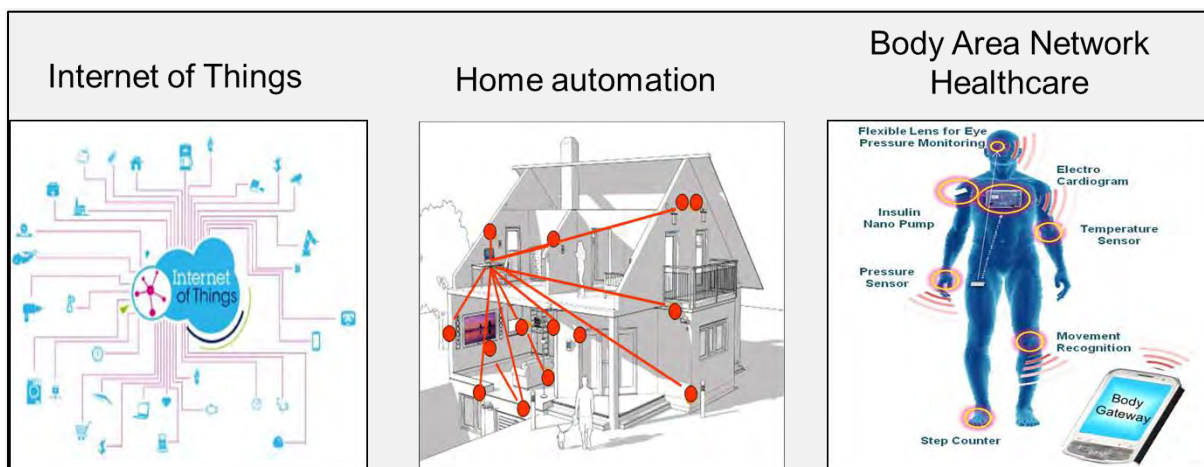 Internet of Things
Home automation
Body Area Network
Healthcare
Internet
of Things
Flexible Lens for Eye
Pressure Monitoring
Electro
Cardiogram
Insulin
Nano Pump
Temperature
Sensor
Pressure
Sensor
Movement
Recognition
Body
Gateway
Step Counter